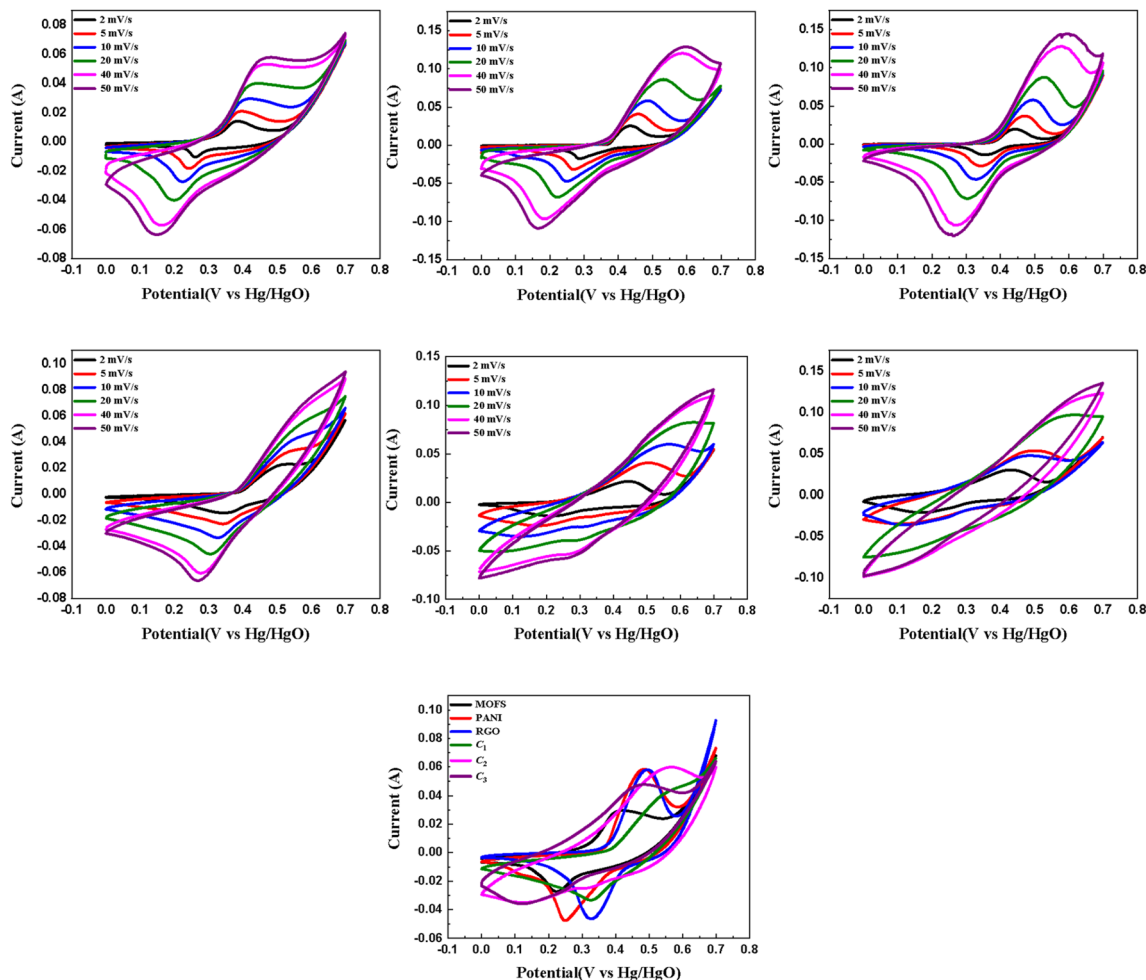 2 mV/s
5 mV/s
10 mV/s
20 mV/s
40 mV/s
50 mV/s
0.08
0.06
0.04
0.02
0.00
-0.02
-0.04
-0.06
-0.08
-0.1 0.0 0.1 0.2 0.3 0.4 0.5 0.6 0.7 0.8
Current (A)
Potential(V vs Hg/HgO)
2 mV/s
5 mV/s
10 mV/s
20 mV/s
40 mV/s
50 mV/s
0.15
0.10
0.05
0.00
-0.05
-0.10
-0.15
-0.1 0.0 0.1 0.2 0.3 0.4 0.5 0.6 0.7 0.8
Current (A)
Potential(V vs Hg/HgO)
2 mV/s
5 mV/s
10 mV/s
20 mV/s
40 mV/s
50 mV/s
0.15
0.10
0.05
0.00
-0.05
-0.10
-0.15
-0.1 0.0 0.1 0.2 0.3 0.4 0.5 0.6 0.7 0.8
Current (A)
Potential(V vs Hg/HgO)
2 mV/s
5 mV/s
10 mV/s
20 mV/s
40 mV/s
50 mV/s
0.10
0.08
0.06
0.04
0.02
0.00
-0.02
-0.04
-0.06
-0.08
-0.1 0.0 0.1 0.2 0.3 0.4 0.5 0.6 0.7 0.8
Current (A)
Potential(V vs Hg/HgO)
2 mV/s
5 mV/s
10 mV/s
20 mV/s
40 mV/s
50 mV/s
0.15
0.10
0.05
0.00
-0.05
-0.10
-0.1 0.0 0.1 0.2 0.3 0.4 0.5 0.6 0.7 0.8
Current (A)
Potential(V vs Hg/HgO)
2 mV/s
5 mV/s
10 mV/s
20 mV/s
40 mV/s
50 mV/s
0.15
0.10
0.05
0.00
-0.05
-0.10
-0.1 0.0 0.1 0.2 0.3 0.4 0.5 0.6 0.7 0.8
Current (A)
Potential(V vs Hg/HgO)
MOFS
PANI
RGO
C₁
C₂
C₃
0.10
0.08
0.06
0.04
0.02
0.00
-0.02
-0.04
-0.06
-0.1 0.0 0.1 0.2 0.3 0.4 0.5 0.6 0.7 0.8
Current (A)
Potential(V vs Hg/HgO)